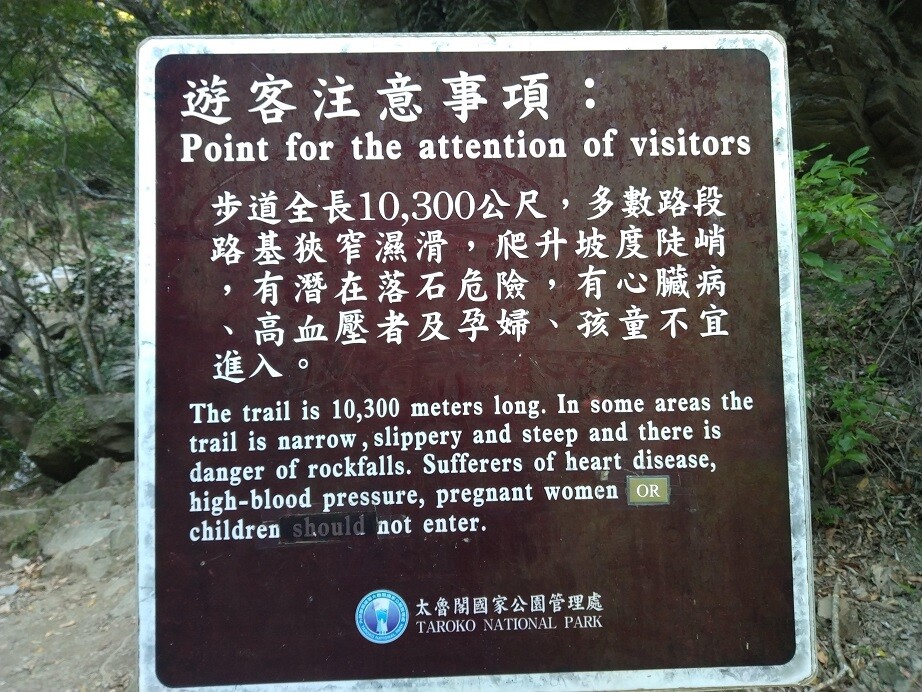 遊客注意事項：
Point for the attention of visitors
步道全長10,300公尺，多數路段
路基狹窄濕滑，爬升坡度陡峭
，有潛在落石危險，有心臟病
、高血壓者及孕婦、孩童不宜
進入。
The trail is 10,300 meters long. In some areas the
trail is narrow, slippery and steep and there is
danger of rockfalls. Sufferers of heart disease,
high-blood pressure, pregnant women OR
children should not enter.
太魯閣國家公園管理處
TAROKO NATIONAL PARK